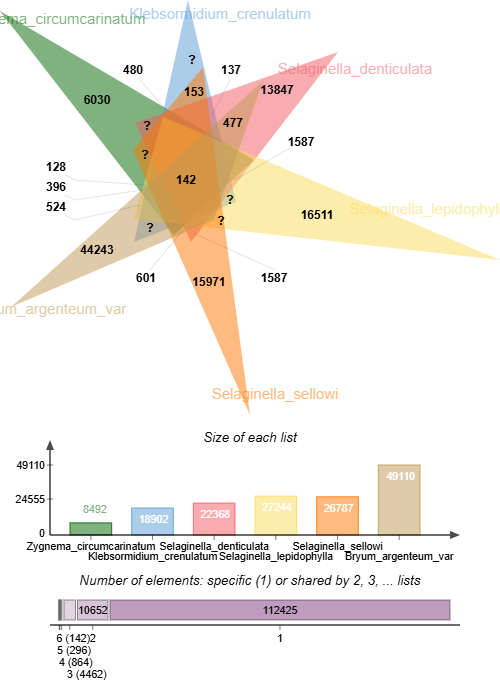 Klebsormidium_crenulatum
ema_circumcarinatum
?
480
137
Selaginella_denticulata
153
13847
6030
?
477
1587
?
128
142
396
?
524
Selaginella_lepidophyl
16511
?
?
44243
601
15971
1587
um_argenteum_var
Selaginella_sellowi
Size of each list
49110
24555
0
8492
18902
22368
27244
26787
49110
Zygnema_circumcarinatum
Selaginella_denticulata
Selaginella_sellowi
Klebsormidium_crenulatum
Selaginella_lepidophylla
Bryum_argenteum_var
Number of elements: specific (1) or shared by 2, 3, ... lists
10652
112425
6 (142)
2
1
5 (296)
4 (864)
3 (4462)